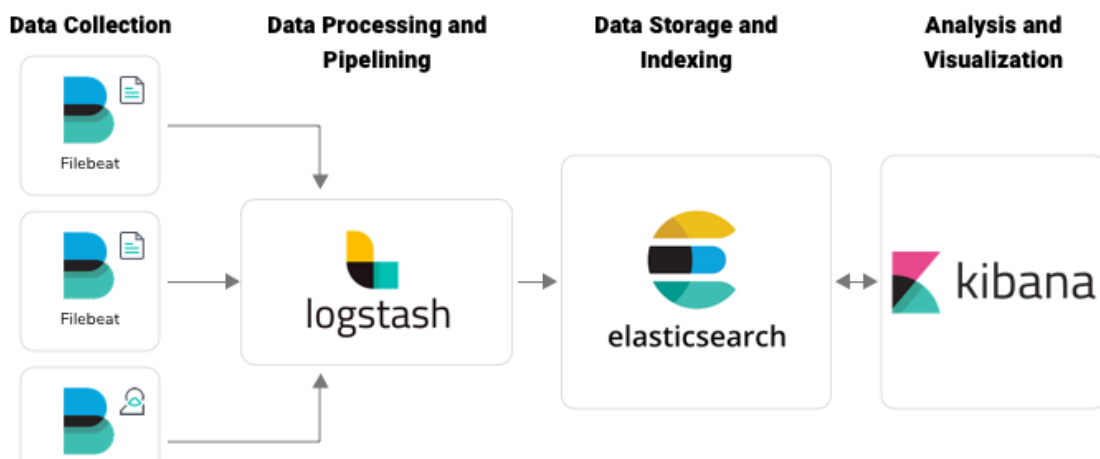 Data Collection
Data Processing and
Pipelining
Data Storage and
Indexing
Analysis and
Visualization
Filebeat
Filebeat
logstash
elasticsearch
kibana